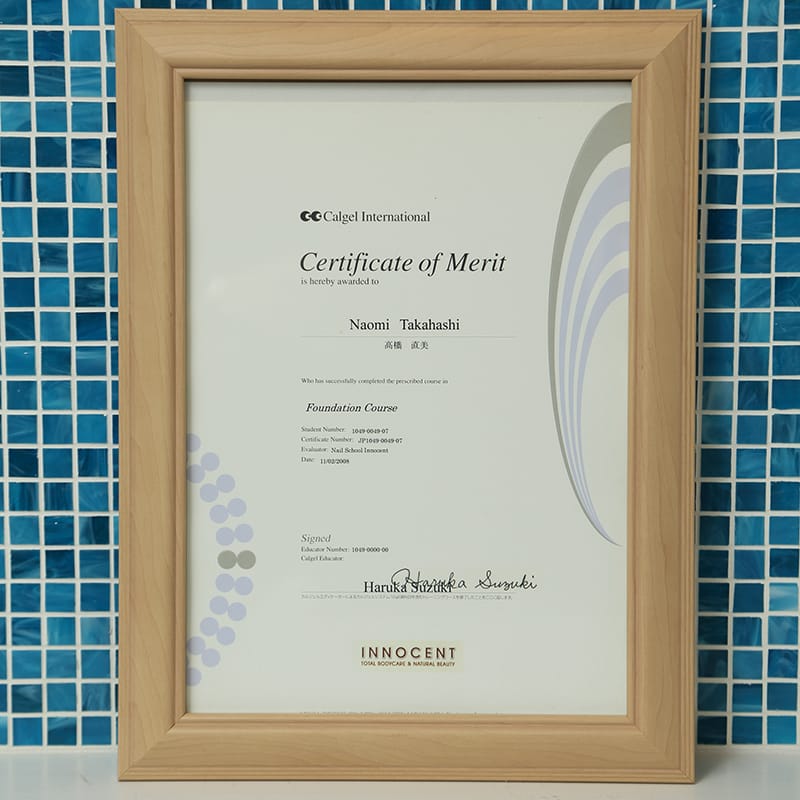 Calgel International
Certificate of Merit
is hereby awarded to
Naomi Takahashi
高橋 直美
Who has successfully completed the prescribed course in
Foundation Course
Student Number: 1049-0049-07
Certificate Number: JP1049-0049-07
Evaluator: Nail School Innocent
Date: 11/02/2008
Signed
Educator Number: 1049-0000-00
Calgel Educator:
Haruka Suzuki Haruka Suzuki
INNOCENT
TOTAL BODYCARE & NATURAL BEAUTY